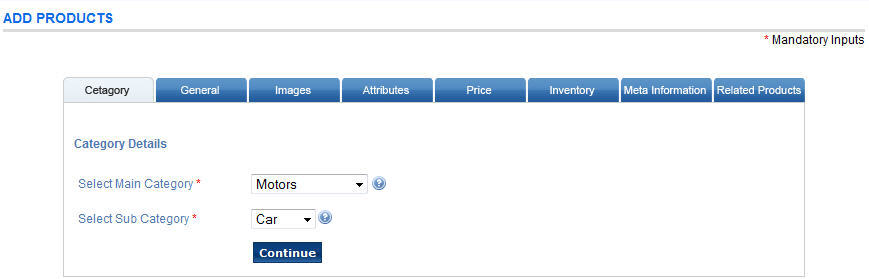 ADD PRODUCTS
* Mandatory Inputs
Cetagory General Images Attributes Price Inventory Meta Information Related Products
Category Details
Select Main Category * Motors ?
Select Sub Category * Car ?
Continue